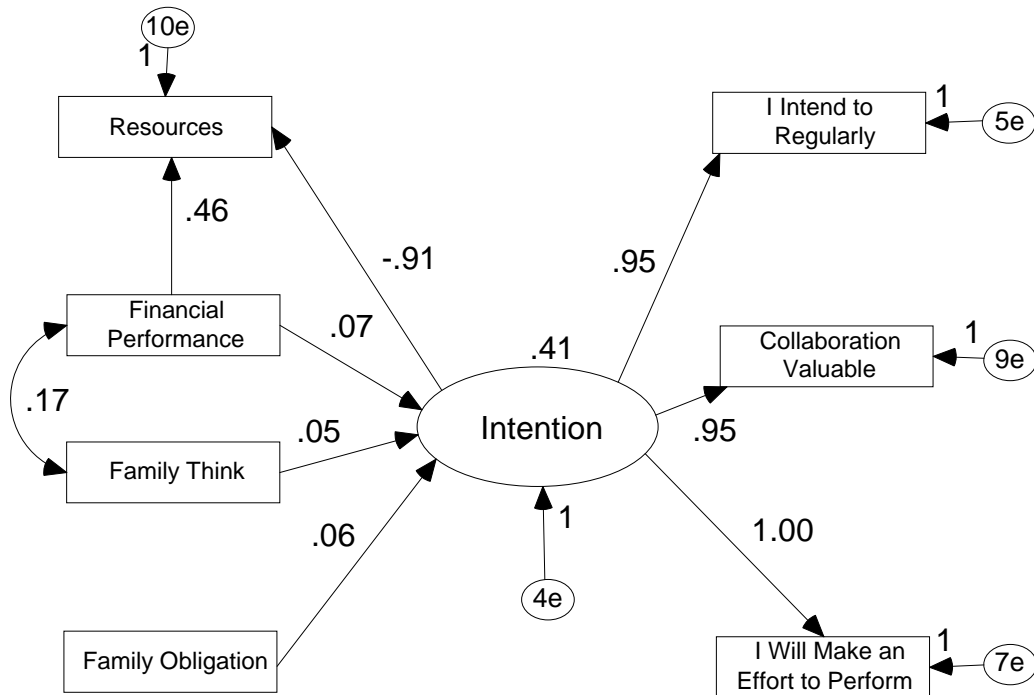 10e
1
Resources
.46
-.91
Financial
Performance
.07
.17
.05
Family Think
.06
Family Obligation
.41
Intention
1
4e
I Intend to
Regularly
1
5e
.95
Collaboration
Valuable
1
9e
.95
1.00
I Will Make an
Effort to Perform
1
7e